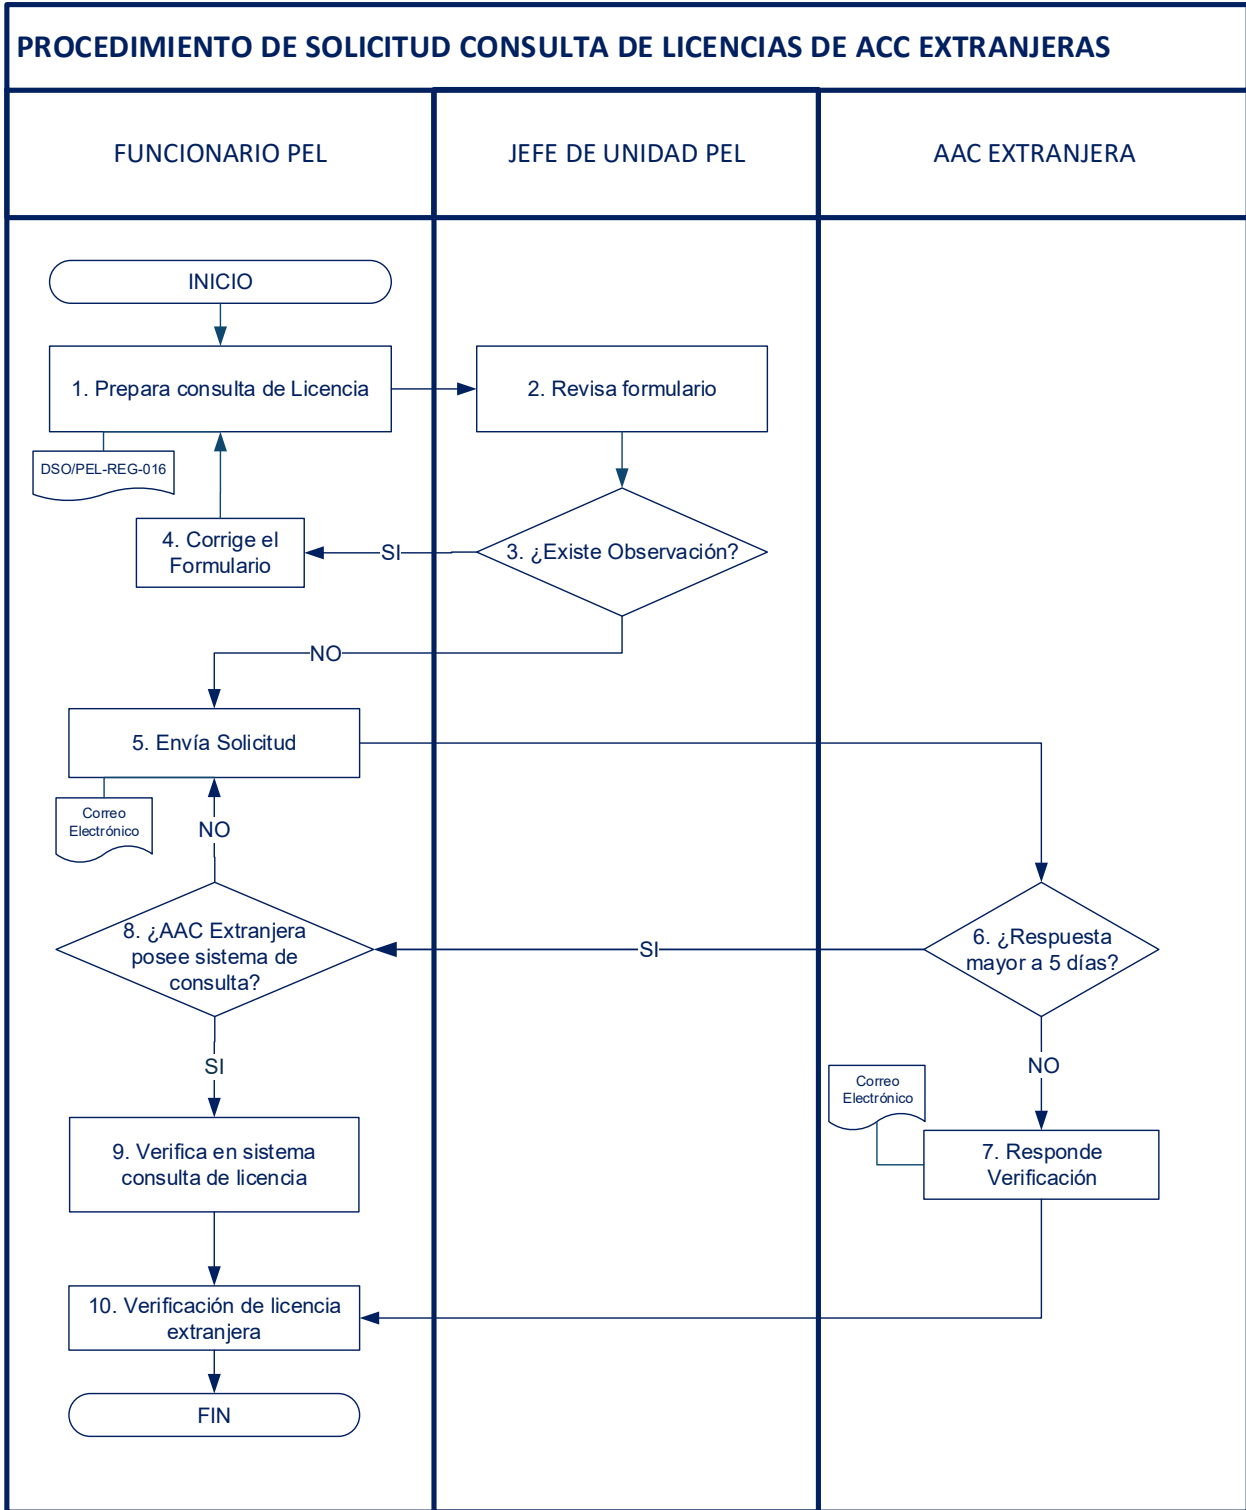 PROCEDIMIENTO DE SOLICITUD CONSULTA DE LICENCIAS DE ACC EXTRANJERAS
FUNCIONARIO PEL
JEFE DE UNIDAD PEL
AAC EXTRANJERA
INICIO
1. Prepara consulta de Licencia
2. Revisa formulario
DSO/PEL-REG-016
4. Corrige el
Formulario
SI
3. ¿Existe Observación?
NO
5. Envía Solicitud
Correo
Electrónico
NO
8. ¿AAC Extranjera
posee sistema de
consulta?
SI
6. ¿Respuesta
mayor a 5 días?
SI
NO
Correo
Electrónico
9. Verifica en sistema
consulta de licencia
7. Responde
Verificación
10. Verificación de licencia
extranjera
FIN